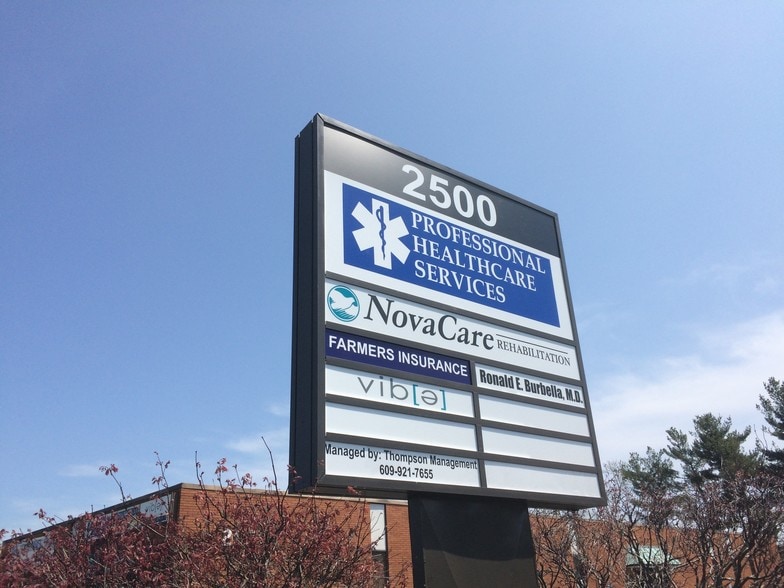 2500
PROFESSIONAL
HEALTHCARE
SERVICES
NovaCare
REHABILITATION
FARMERS INSURANCE
Ronald E. Burbella, M.D.
vib[ə]
Managed by: Thompson Management
609-921-7655